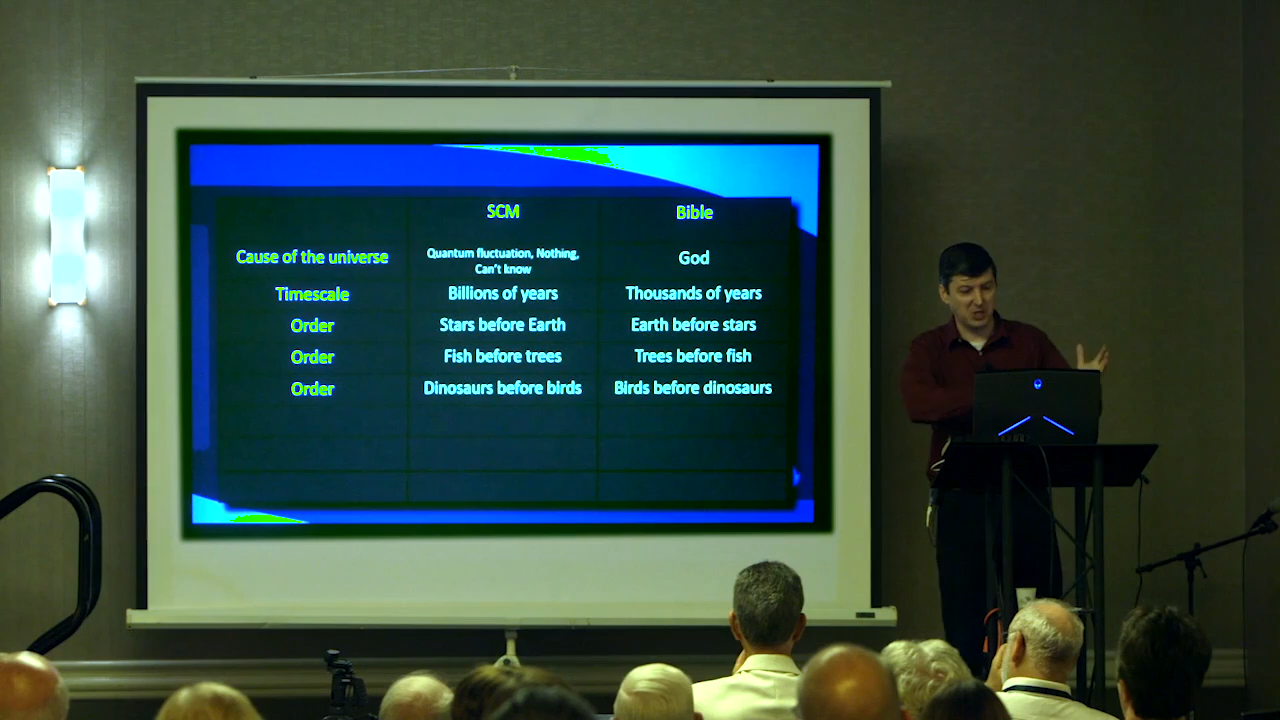 SCM Bible
Cause of the universe Quantum fluctuation, Nothing, Can't know God
Timescale Billions of years Thousands of years
Order Stars before Earth Earth before stars
Order Fish before trees Trees before fish
Order Dinosaurs before birds Birds before dinosaurs